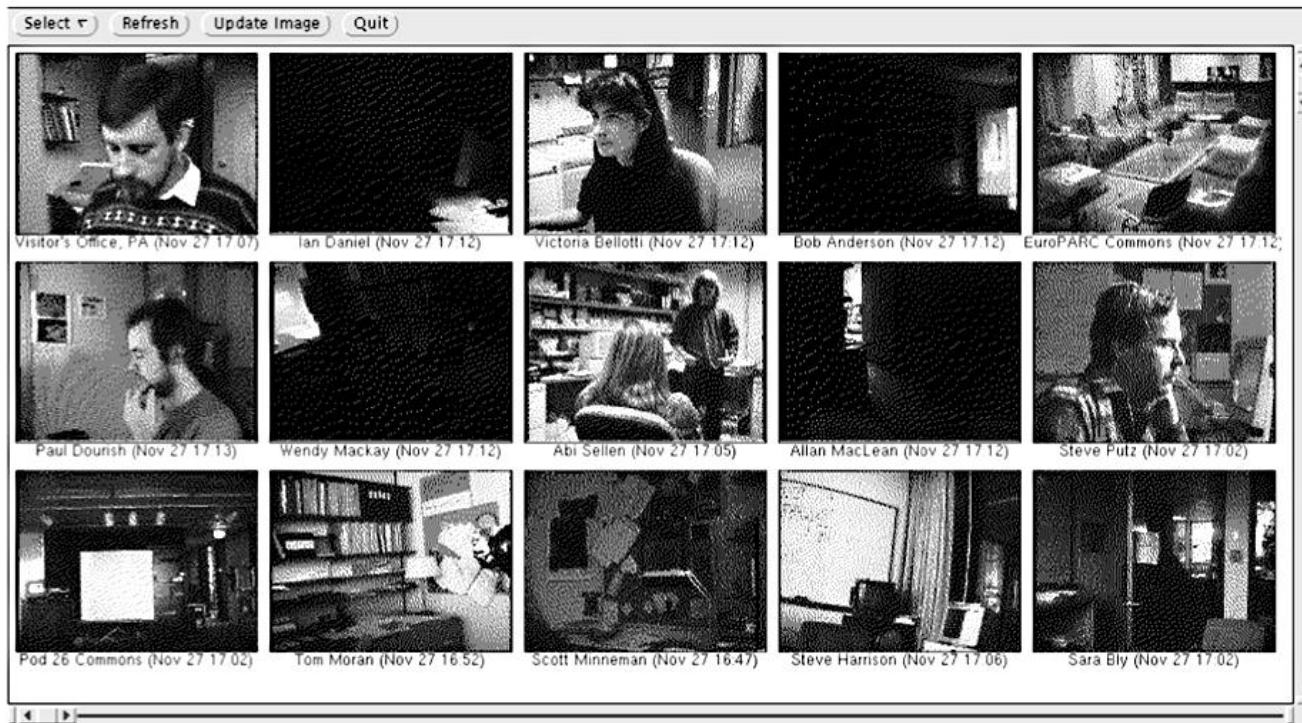 Select Refresh Update Image Quit
Visitor's Office, PA (Nov 27 17:07) Ian Daniel (Nov 27 17:12) Victoria Bellotti (Nov 27 17:12) Bob Anderson (Nov 27 17:12) EuroPARC Commons (Nov 27 17:12)
Paul Dourish (Nov 27 17:13) Wendy Mackay (Nov 27 17:12) Abi Sellen (Nov 27 17:05) Allan MacLean (Nov 27 17:12) Steve Putz (Nov 27 17:02)
Pod 26 Commons (Nov 27 17:02) Tom Moran (Nov 27 16:52) Scott Minneman (Nov 27 16:47) Steve Harrison (Nov 27 17:06) Sara Bly (Nov 27 17:02)